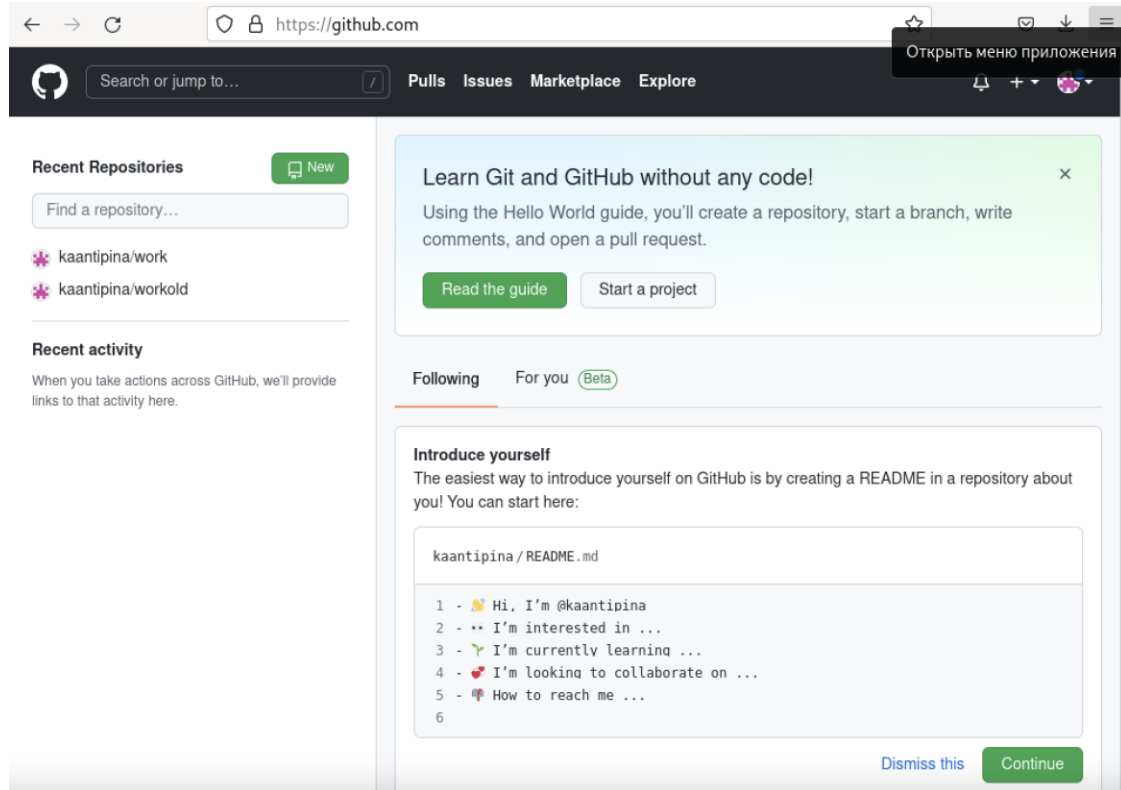 https://github.com
Открыть меню приложения
Search or jump to...
/
Pulls Issues Marketplace Explore
Recent Repositories
New
Find a repository...
kaantipina/work
kaantipina/workold
Recent activity
When you take actions across GitHub, we'll provide
links to that activity here.
Learn Git and GitHub without any code!
Using the Hello World guide, you'll create a repository, start a branch, write
comments, and open a pull request.
Read the guide
Start a project
Following
For you Beta
Introduce yourself
The easiest way to introduce yourself on GitHub is by creating a README in a repository about
you! You can start here:
kaantipina/README.md
1 - 👋 Hi, I'm @kaantipina
2 - 👀 I'm interested in ...
3 - 🌱 I'm currently learning ...
4 - 💞️ I'm looking to collaborate on ...
5 - 📫 How to reach me ...
6
Dismiss this
Continue